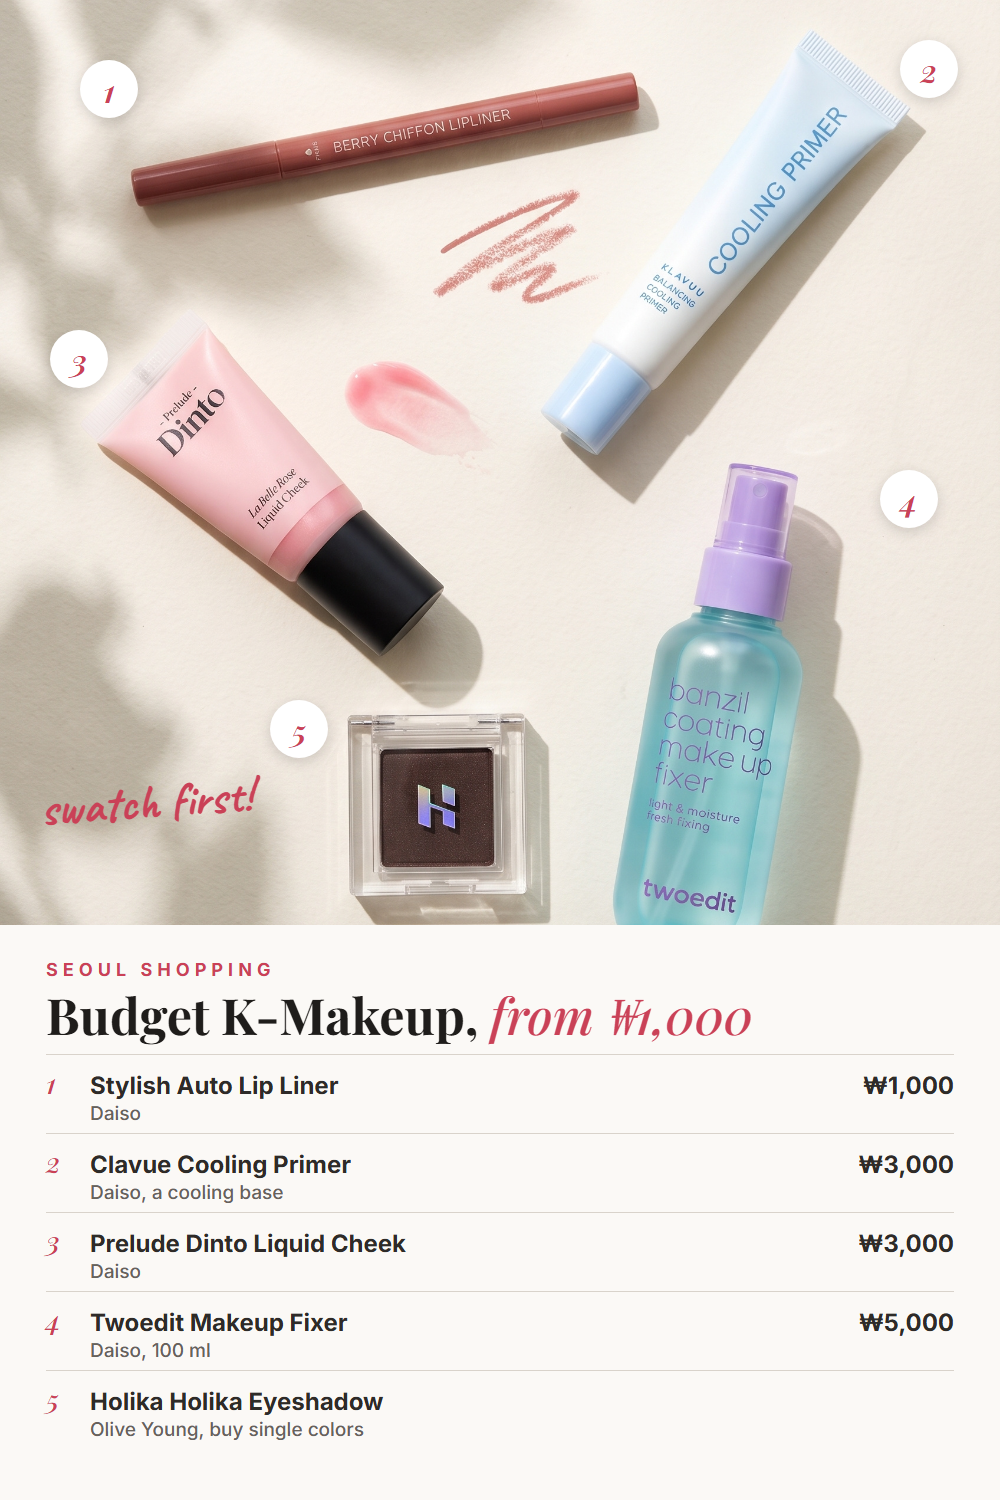 1
BERRY CHIFFON LIPLINER
2
COOLING PRIMER
KLAVUU
BALANCING
COOLING
PRIMER
3
- Prelude -
Dinto
La Belle Rose
Liquid Cheek
4
banzil
coating
make up
fixer
light & moisture
fresh fixing
twoedit
5
H
swatch first!
SEOUL SHOPPING
Budget K-Makeup, from ₩1,000
1 Stylish Auto Lip Liner ₩1,000
Daiso
2 Clavue Cooling Primer ₩3,000
Daiso, a cooling base
3 Prelude Dinto Liquid Cheek ₩3,000
Daiso
4 Twoedit Makeup Fixer ₩5,000
Daiso, 100 ml
5 Holika Holika Eyeshadow
Olive Young, buy single colors